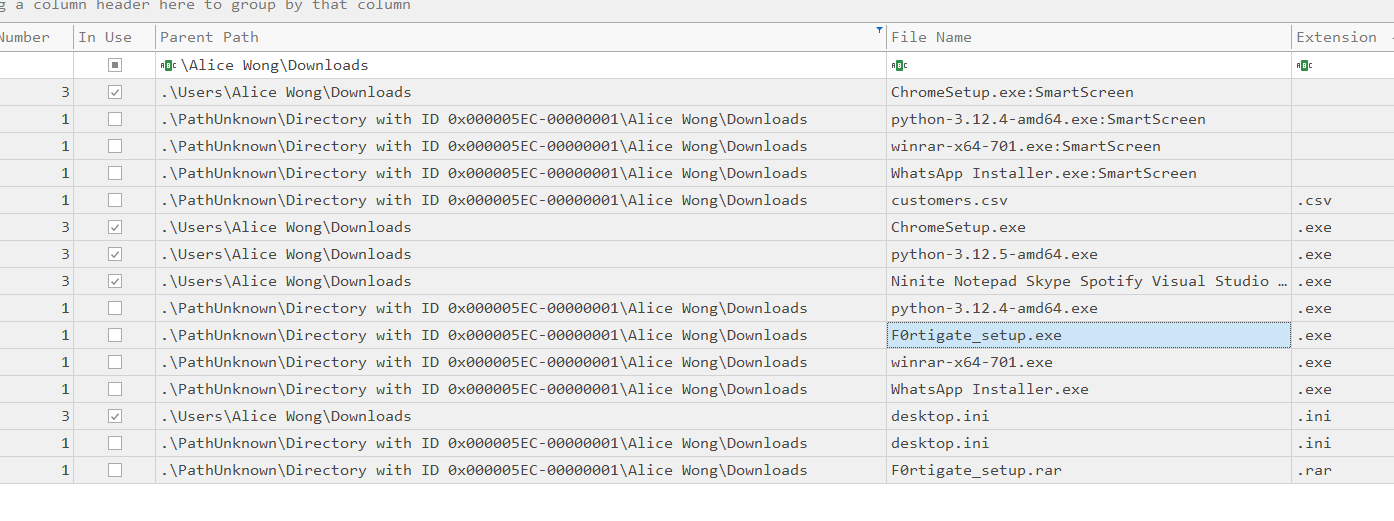 g a column header here to group by that column
Number In Use Parent Path File Name Extension
\Alice Wong\Downloads
3 .\Users\Alice Wong\Downloads ChromeSetup.exe:SmartScreen
1 .\PathUnknown\Directory with ID 0x000005EC-00000001\Alice Wong\Downloads python-3.12.4-amd64.exe:SmartScreen
1 .\PathUnknown\Directory with ID 0x000005EC-00000001\Alice Wong\Downloads winrar-x64-701.exe:SmartScreen
1 .\PathUnknown\Directory with ID 0x000005EC-00000001\Alice Wong\Downloads WhatsApp Installer.exe:SmartScreen
1 .\PathUnknown\Directory with ID 0x000005EC-00000001\Alice Wong\Downloads customers.csv .csv
3 .\Users\Alice Wong\Downloads ChromeSetup.exe .exe
3 .\Users\Alice Wong\Downloads python-3.12.5-amd64.exe .exe
3 .\Users\Alice Wong\Downloads Ninite Notepad Skype Spotify Visual Studio … .exe
1 .\PathUnknown\Directory with ID 0x000005EC-00000001\Alice Wong\Downloads python-3.12.4-amd64.exe .exe
1 .\PathUnknown\Directory with ID 0x000005EC-00000001\Alice Wong\Downloads F0rtigate_setup.exe .exe
1 .\PathUnknown\Directory with ID 0x000005EC-00000001\Alice Wong\Downloads winrar-x64-701.exe .exe
1 .\PathUnknown\Directory with ID 0x000005EC-00000001\Alice Wong\Downloads WhatsApp Installer.exe .exe
3 .\Users\Alice Wong\Downloads desktop.ini .ini
1 .\PathUnknown\Directory with ID 0x000005EC-00000001\Alice Wong\Downloads desktop.ini .ini
1 .\PathUnknown\Directory with ID 0x000005EC-00000001\Alice Wong\Downloads F0rtigate_setup.rar .rar